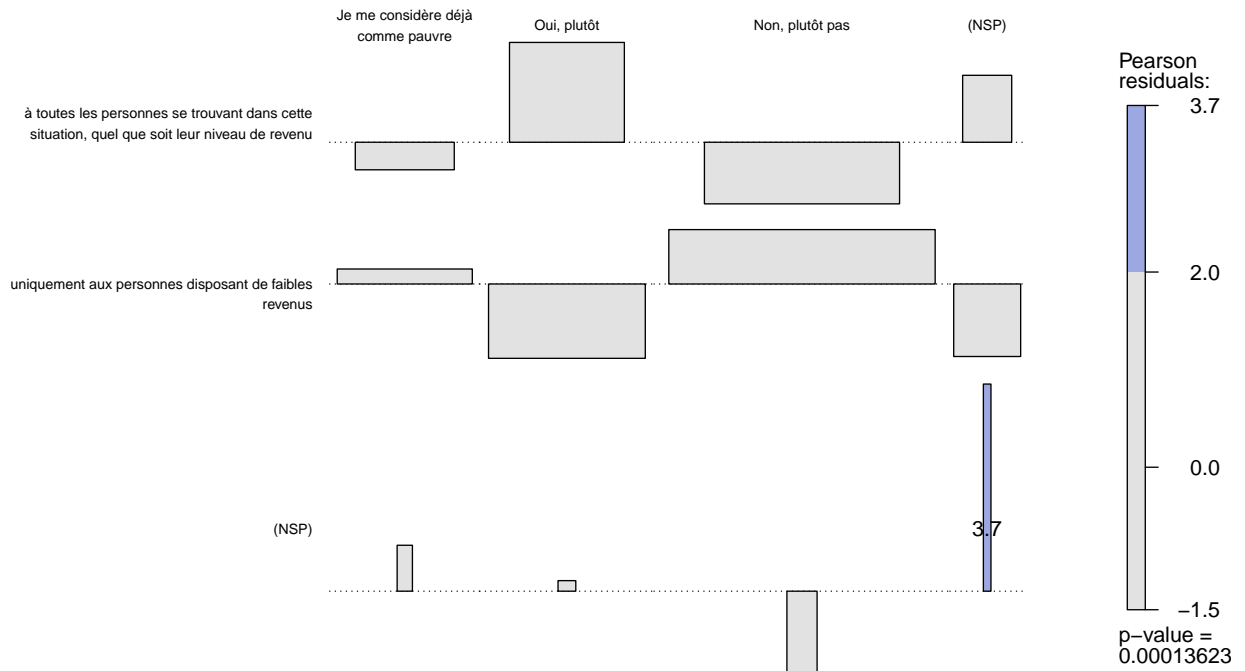 Je me considère déjà
comme pauvre
Oui, plutôt
Non, plutôt pas
(NSP)
à toutes les personnes se trouvant dans cette
situation, quel que soit leur niveau de revenu
uniquement aux personnes disposant de faibles
revenus
(NSP)
3.7
Pearson
residuals:
3.7
2.0
0.0
−1.5
p−value =
0.00013623